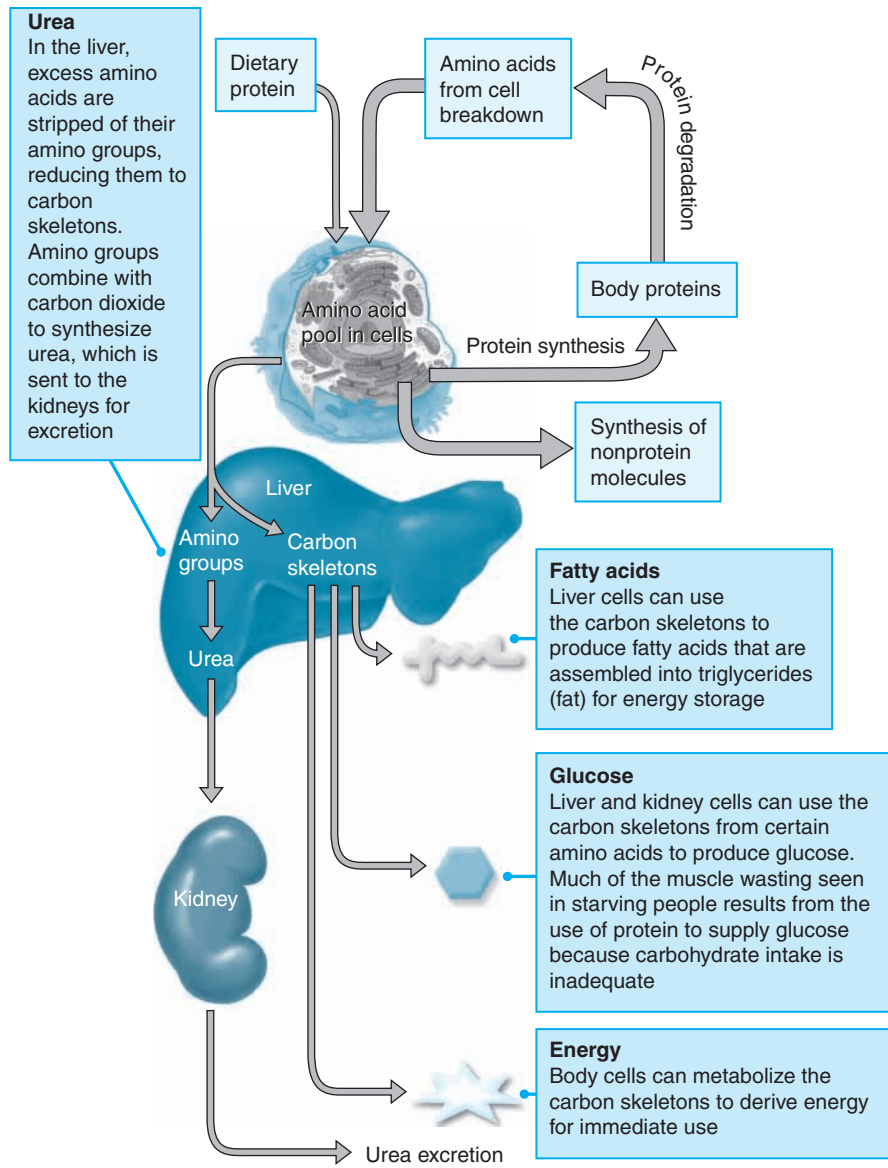 Urea
In the liver,
excess amino
acids are
stripped of their
amino groups,
reducing them to
carbon
skeletons.
Amino groups
combine with
carbon dioxide
to synthesize
urea, which is
sent to the
kidneys for
excretion
Dietary
protein
Amino acids
from cell
breakdown
Protein degradation
Body proteins
Amino acid
pool in cells
Protein synthesis
Synthesis of
nonprotein
molecules
Liver
Amino
groups
Carbon
skeletons
Urea
Fatty acids
Liver cells can use
the carbon skeletons to
produce fatty acids that are
assembled into triglycerides
(fat) for energy storage
Glucose
Liver and kidney cells can use the
carbon skeletons from certain
amino acids to produce glucose.
Much of the muscle wasting seen
in starving people results from the
use of protein to supply glucose
because carbohydrate intake is
inadequate
Kidney
Energy
Body cells can metabolize the
carbon skeletons to derive energy
for immediate use
Urea excretion